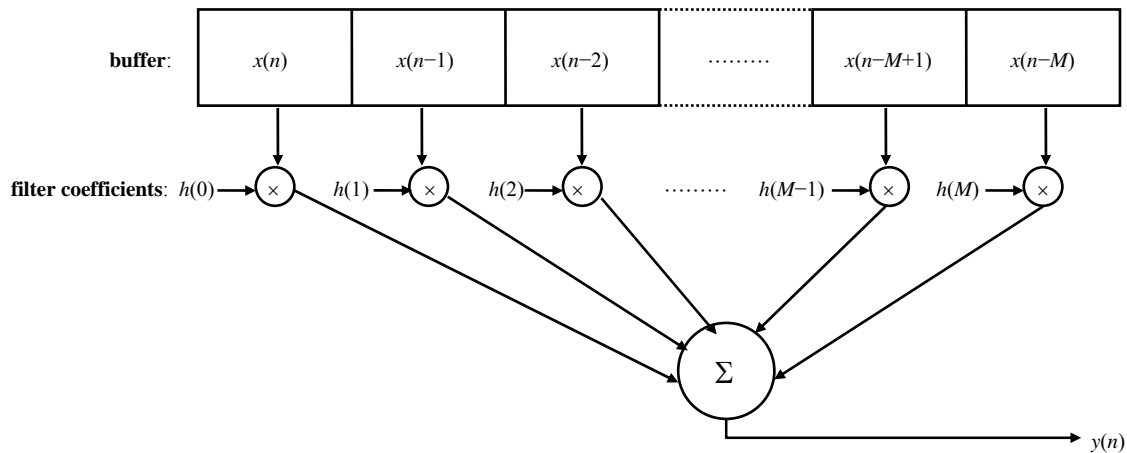 buffer: x(n) x(n−1) x(n−2) ········· x(n−M+1) x(n−M)
filter coefficients: h(0) × h(1) × h(2) × ········· h(M−1) × h(M) ×
Σ
y(n)